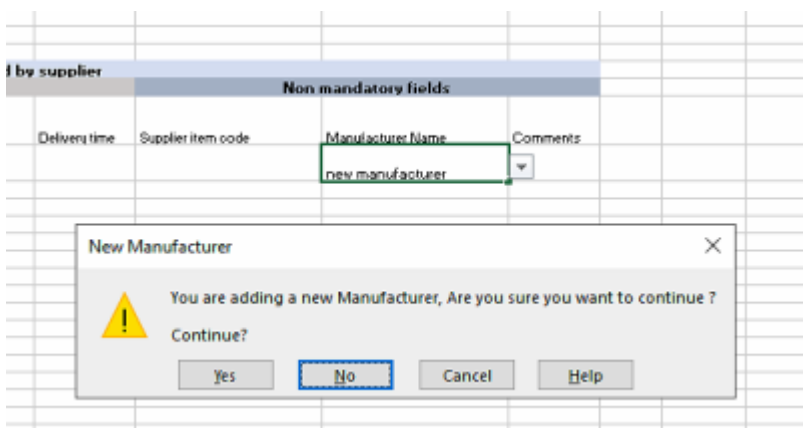 d by supplier
Non mandatory fields
Delivery time Supplier item code Manufacturer Name Comments
new manufacturer
New Manufacturer
You are adding a new Manufacturer, Are you sure you want to continue ?
Continue?
Yes No Cancel Help